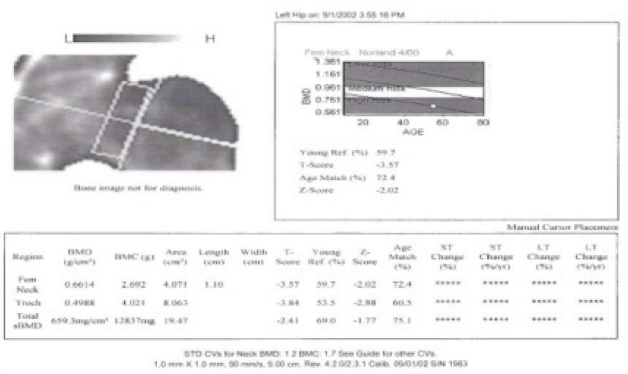 Left Hip on: 9/1/2002 3:55:16 PM
L H
Fem Neck Norland 4/00 A
1.361
1.161
0.961 Medium Risk
0.761 High Risk
0.561
BMD
20 40 60 80
AGE
Young Ref. (%) 59.7
T-Score -3.57
Age Match (%) 72.4
Z-Score -2.02
Bone image not for diagnosis.
Manual Cursor Placement
Region BMD (g/cm²) BMC (g) Area (cm²) Length (cm) Width (cm) T-Score Young Ref. (%) Z-Score Age Match (%) ST Change (%) ST Change (%/yr) LT Change (%) LT Change (%/yr)
Fem Neck 0.6614 2.692 4.071 1.10 -3.57 59.7 -2.02 72.4 ***** ***** ***** *****
Troch 0.4988 4.021 8.063 -3.84 53.5 -2.88 60.5 ***** ***** ***** *****
Total sBMD 659.3mg/cm² 12837mg 19.47 -2.41 69.0 -1.77 75.1 ***** ***** ***** *****
STD CVs for Neck BMD: 1.2 BMC: 1.7 See Guide for other CVs.
1.0 mm X 1.0 mm, 90 mm/s, 9.00 cm, Rev. 4.2.0/2.3.1 Calib. 09/01/02 S/N 1963